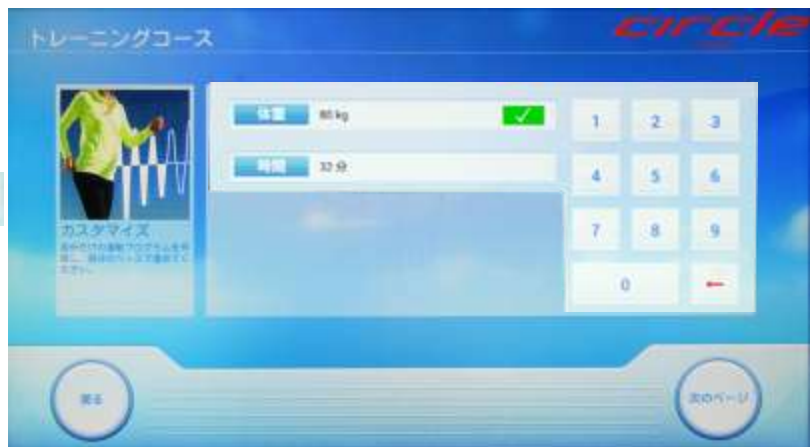 トレーニングコース
circle
体重 80 kg
時間 32 分
1 2 3
4 5 6
7 8 9
0
カスタマイズ
戻る
次のページ